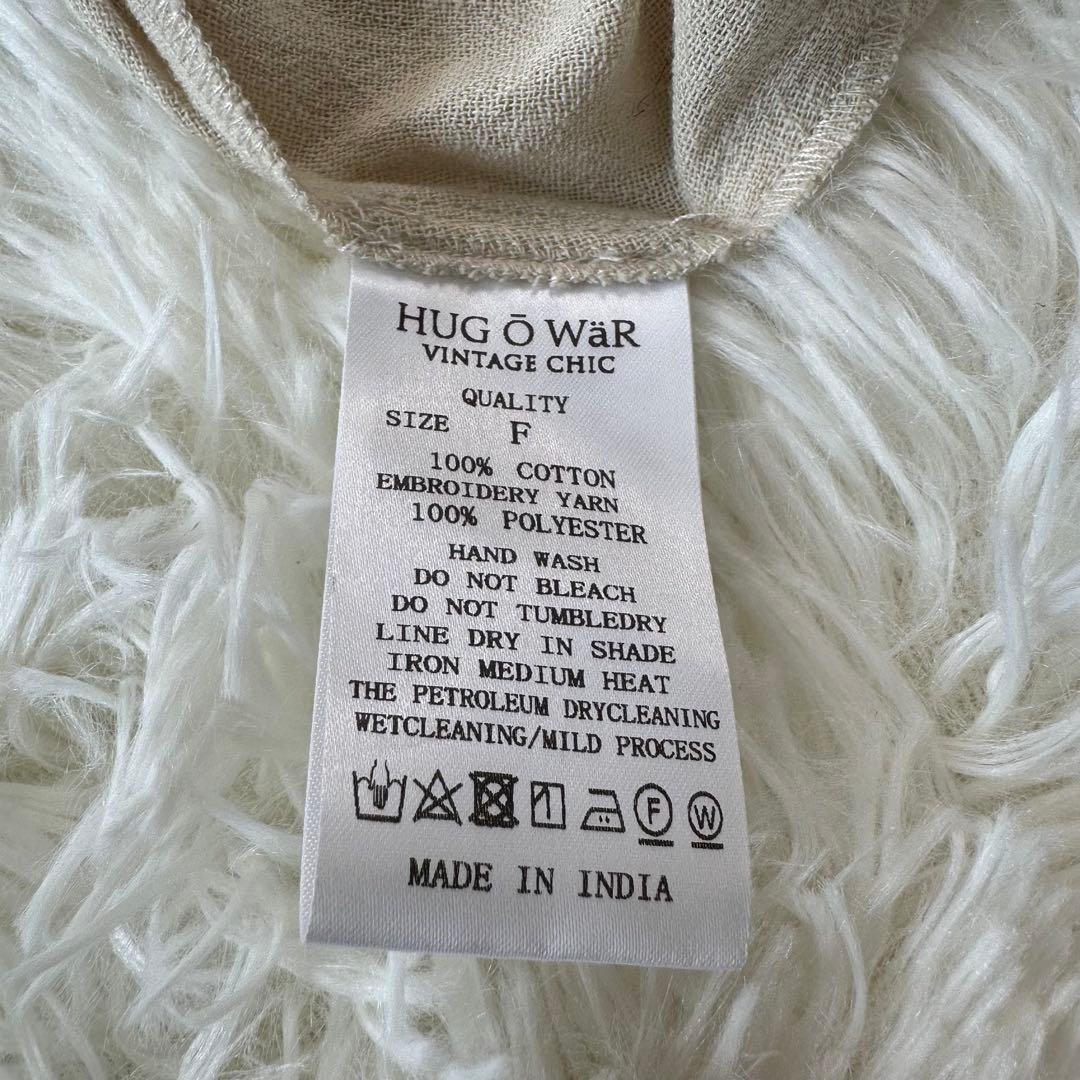 HUG Ō WäR
VINTAGE CHIC
QUALITY
SIZE F
100% COTTON
EMBROIDERY YARN
100% POLYESTER
HAND WASH
DO NOT BLEACH
DO NOT TUMBLEDRY
LINE DRY IN SHADE
IRON MEDIUM HEAT
THE PETROLEUM DRYCLEANING
WETCLEANING/MILD PROCESS
F W
MADE IN INDIA